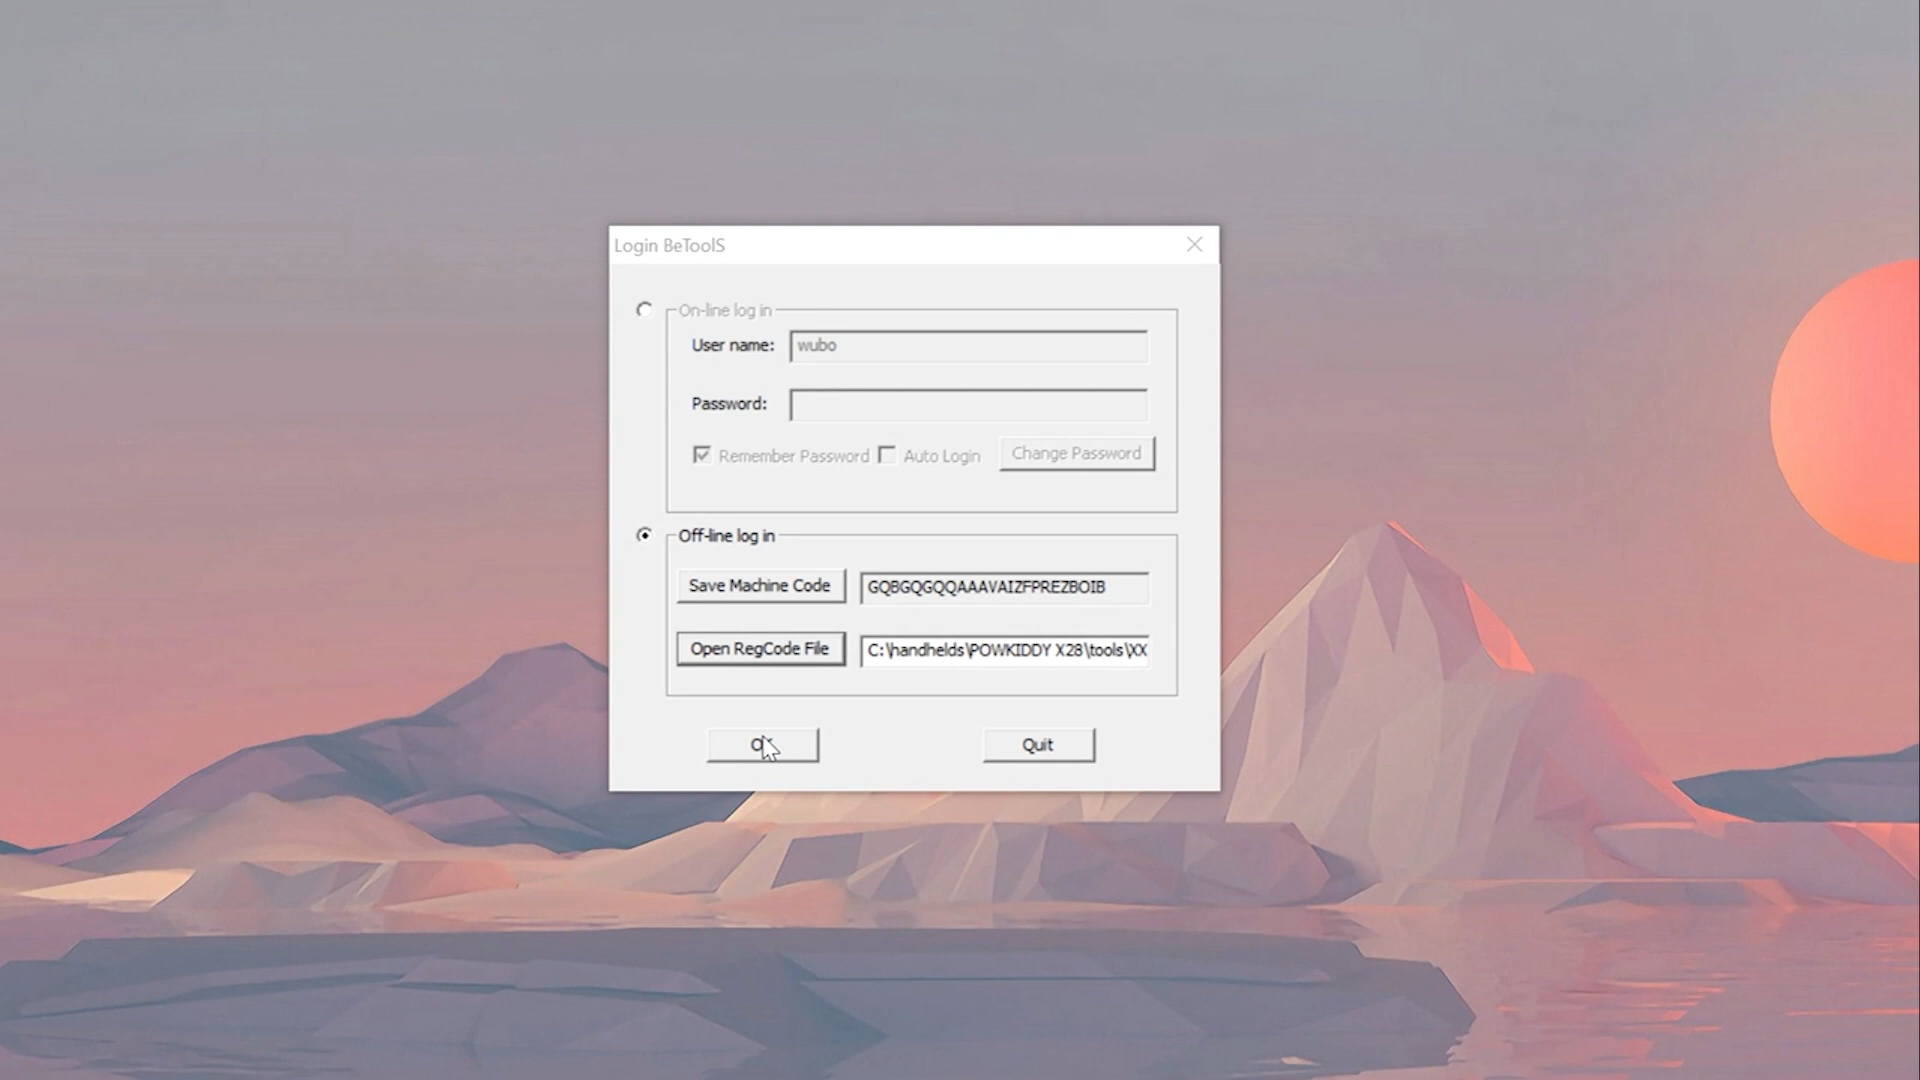 Login BeToolS
On-line log in
User name: wubo
Password:
Remember Password Auto Login Change Password
Off-line log in
Save Machine Code GQBGQGQQAAAVAIZFPREZBOIB
Open RegCode File C:\handhelds\POWKIDDY X28\tools\XX
Quit